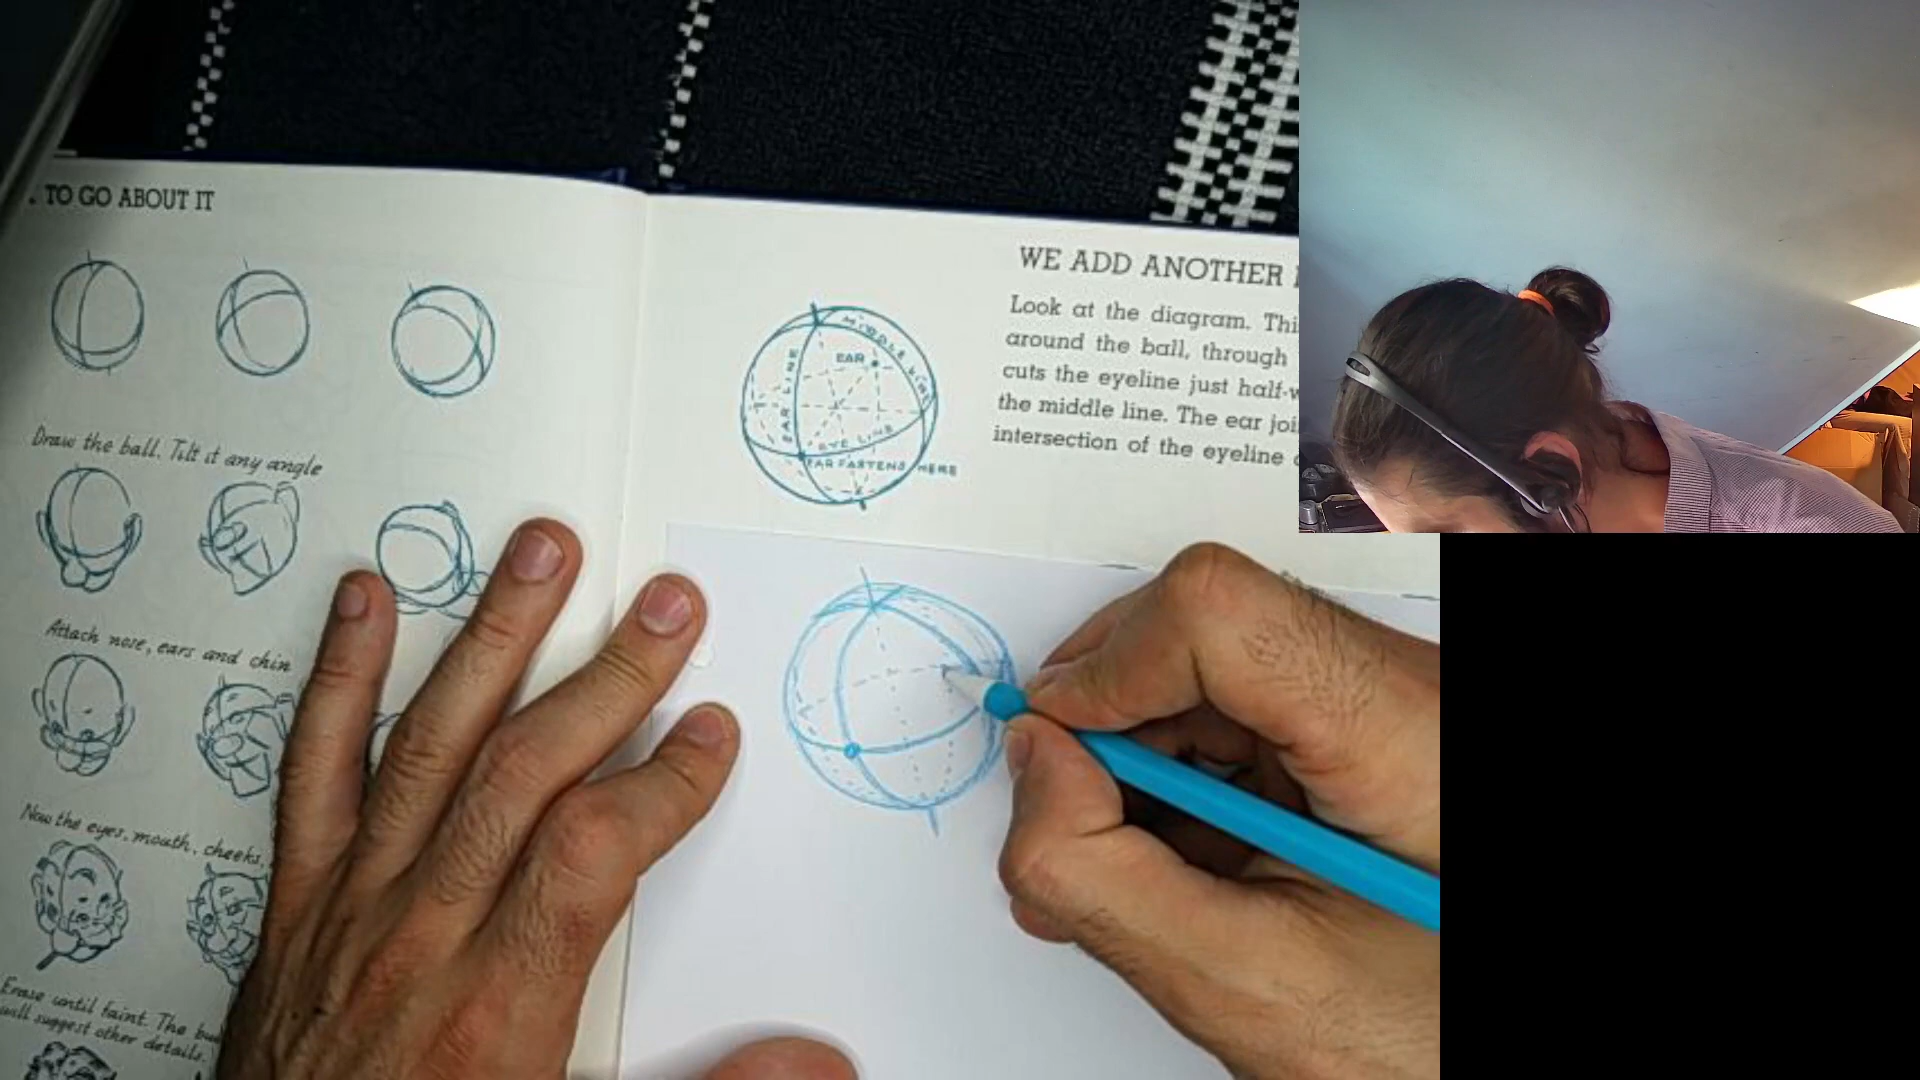 . TO GO ABOUT IT
Draw the ball. Tilt it any angle
Attach nose, ears and chin
Now the eyes, mouth, cheeks,
Erase until faint. The
will suggest other details.
MIDDLE LINE
EAR
EAR LINE
EYE LINE
EAR FASTENS HERE
WE ADD ANOTHER
Look at the diagram.
around the ball, through
cuts the eyeline just
the middle line. The ear
intersection of the eyeline